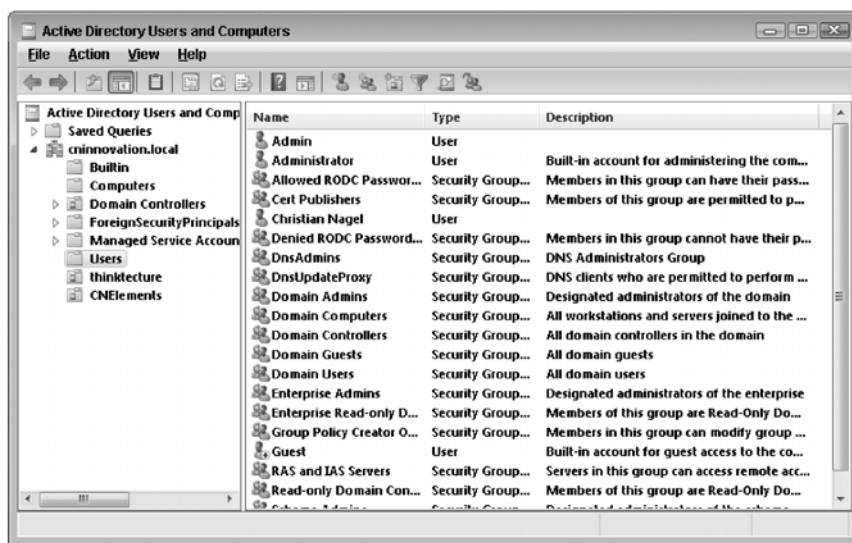 Active Directory Users and Computers
File Action View Help
Active Directory Users and Comp
Saved Queries
cninnovation.local
Builtin
Computers
Domain Controllers
ForeignSecurityPrincipals
Managed Service Accoun
Users
thinktecture
CNElements
Name Type Description
Admin User
Administrator User Built-in account for administering the com...
Allowed RODC Passwor... Security Group... Members in this group can have their pass...
Cert Publishers Security Group... Members of this group are permitted to p...
Christian Nagel User
Denied RODC Password... Security Group... Members in this group cannot have their p...
DnsAdmins Security Group... DNS Administrators Group
DnsUpdateProxy Security Group... DNS clients who are permitted to perform ...
Domain Admins Security Group... Designated administrators of the domain
Domain Computers Security Group... All workstations and servers joined to the ...
Domain Controllers Security Group... All domain controllers in the domain
Domain Guests Security Group... All domain guests
Domain Users Security Group... All domain users
Enterprise Admins Security Group... Designated administrators of the enterprise
Enterprise Read-only D... Security Group... Members of this group are Read-Only Do...
Group Policy Creator O... Security Group... Members in this group can modify group ...
Guest User Built-in account for guest access to the co...
RAS and IAS Servers Security Group... Servers in this group can access remote acc...
Read-only Domain Con... Security Group... Members of this group are Read-Only Do...